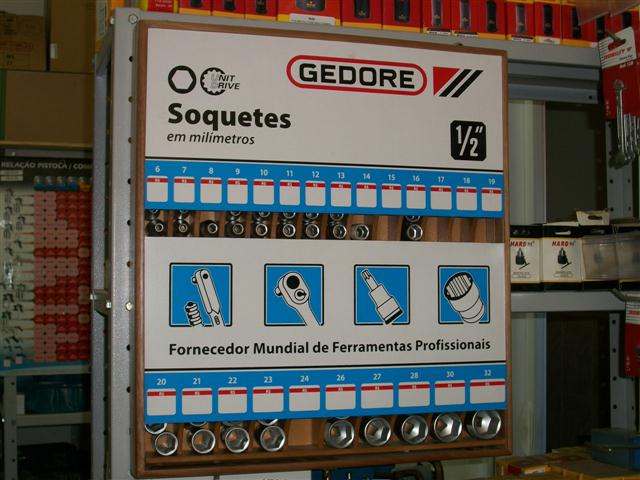 GEDORE
UNIT
DRIVE
Soquetes
em milímetros
1/2"
6 7 8 9 10 11 12 13 14 15 16 17 18 19
R$ R$ R$ R$ R$ R$ R$ R$ R$ R$ R$ R$ R$ R$
Fornecedor Mundial de Ferramentas Profissionais
20 21 22 23 24 26 27 28 30 32
R$ R$ R$ R$ R$ R$ R$ R$ R$ R$
RELAÇÃO PISTOLA / COM
HARD
HARD